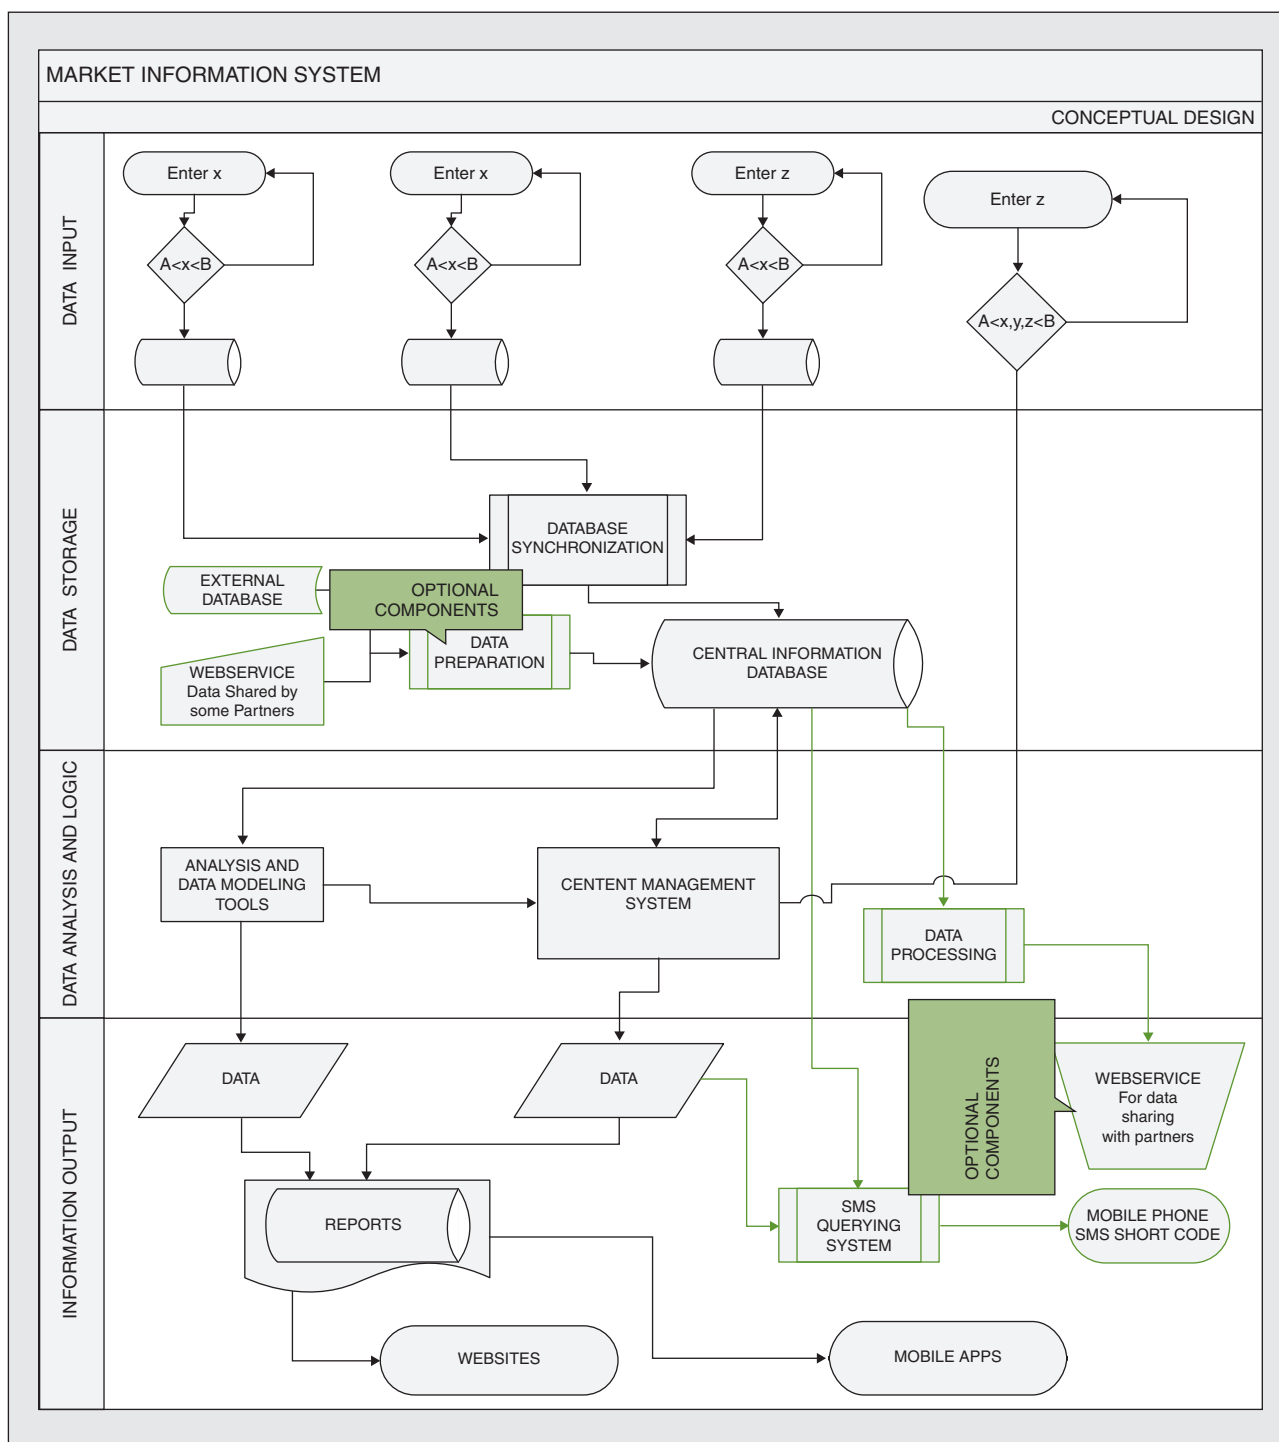 MARKET INFORMATION SYSTEM
CONCEPTUAL DESIGN
DATA INPUT
Enter x
Enter x
Enter z
Enter z
A<x<B
A<x<B
A<x<B
A<x,y,z<B
DATA STORAGE
DATABASE
SYNCHRONIZATION
EXTERNAL
DATABASE
OPTIONAL
COMPONENTS
WEBSERVICE
Data Shared by
some Partners
DATA
PREPARATION
CENTRAL INFORMATION
DATABASE
DATA ANALYSIS AND LOGIC
ANALYSIS AND
DATA MODELING
TOOLS
CENTENT MANAGEMENT
SYSTEM
DATA
PROCESSING
INFORMATION OUTPUT
DATA
DATA
OPTIONAL
COMPONENTS
WEBSERVICE
For data
sharing
with partners
REPORTS
SMS
QUERYING
SYSTEM
MOBILE PHONE
SMS SHORT CODE
WEBSITES
MOBILE APPS